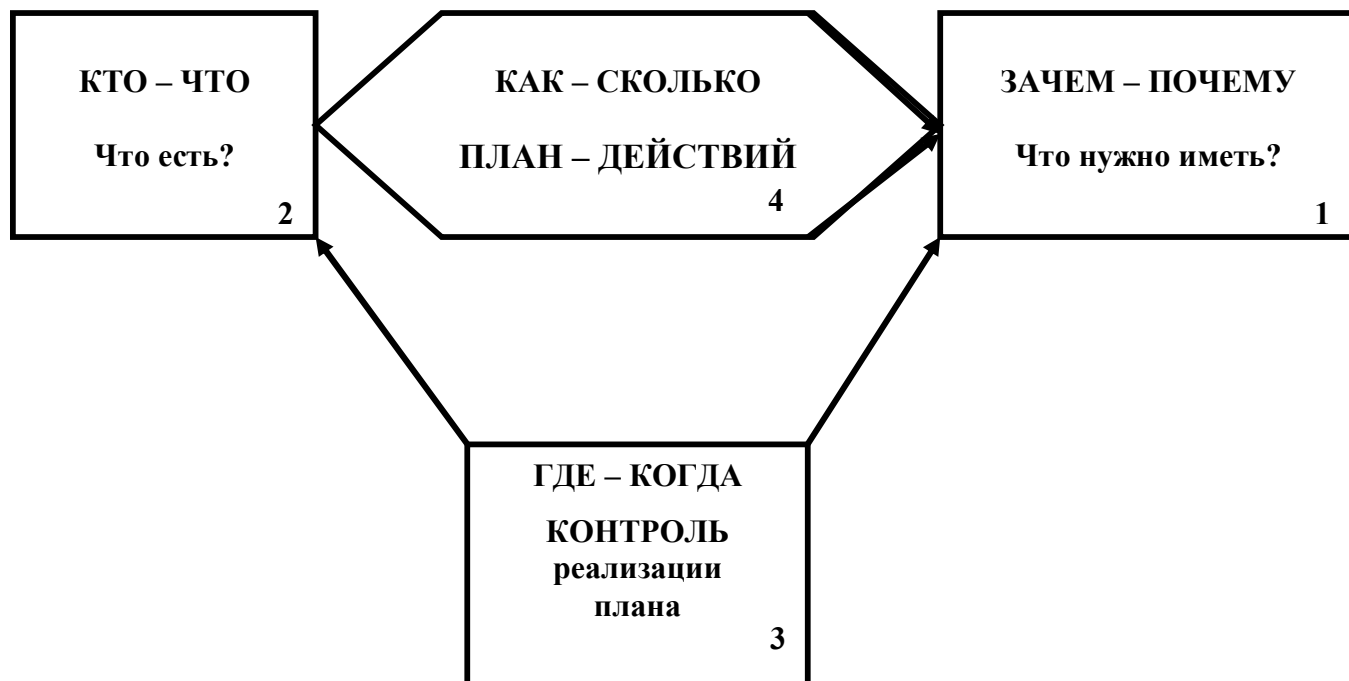 КТО – ЧТО
Что есть?
2
КАК – СКОЛЬКО
ПЛАН – ДЕЙСТВИЙ
4
ЗАЧЕМ – ПОЧЕМУ
Что нужно иметь?
1
ГДЕ – КОГДА
КОНТРОЛЬ
реализации
плана
3